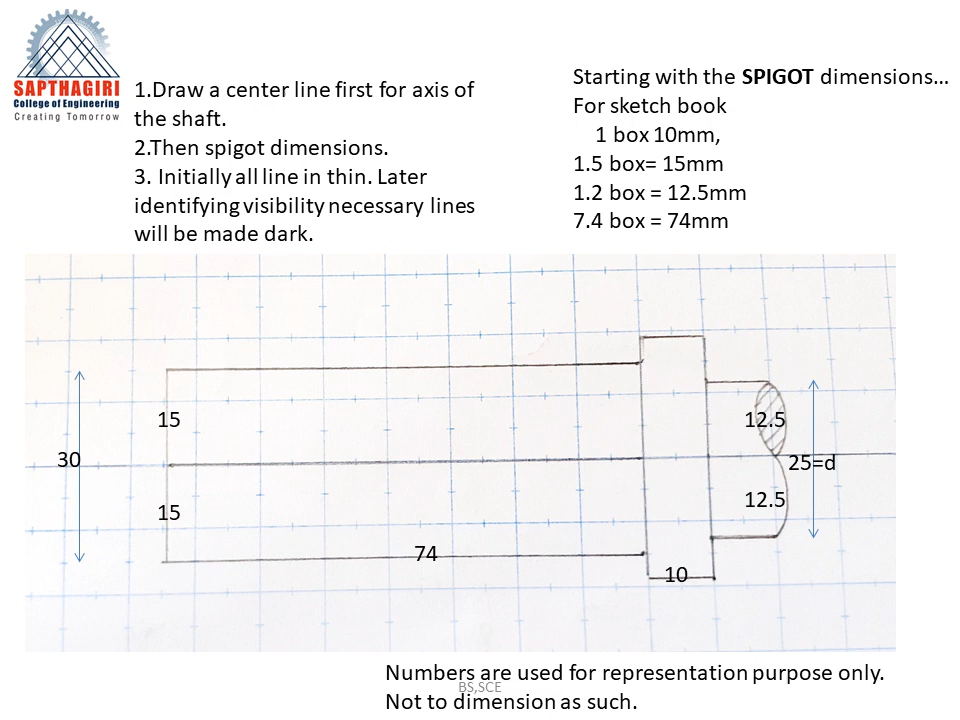 SAPTHAGIRI
College of Engineering
Creating Tomorrow
1.Draw a center line first for axis of
the shaft.
2.Then spigot dimensions.
3. Initially all line in thin. Later
identifying visibility necessary lines
will be made dark.
Starting with the SPIGOT dimensions...
For sketch book
1 box 10mm,
1.5 box= 15mm
1.2 box = 12.5mm
7.4 box = 74mm
15
12.5
30
25=d
12.5
15
74
10
Numbers are used for representation purpose only.
BS,SCE
Not to dimension as such.